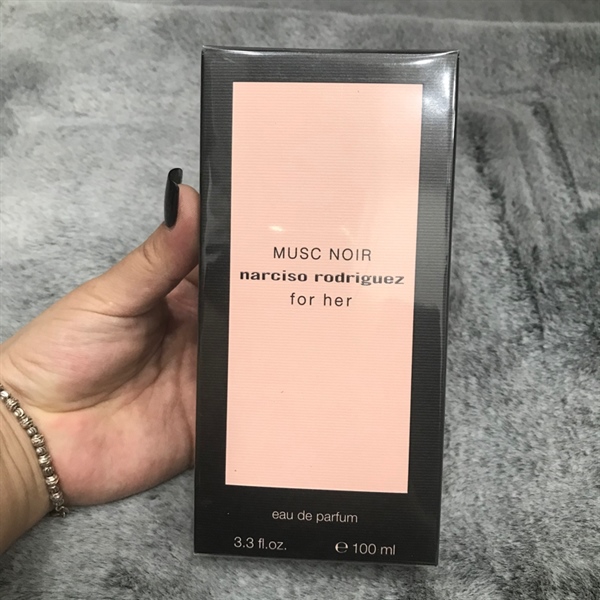 MUSC NOIR
narciso rodriguez
for her
eau de parfum
3.3 fl.oz. ℮ 100 ml